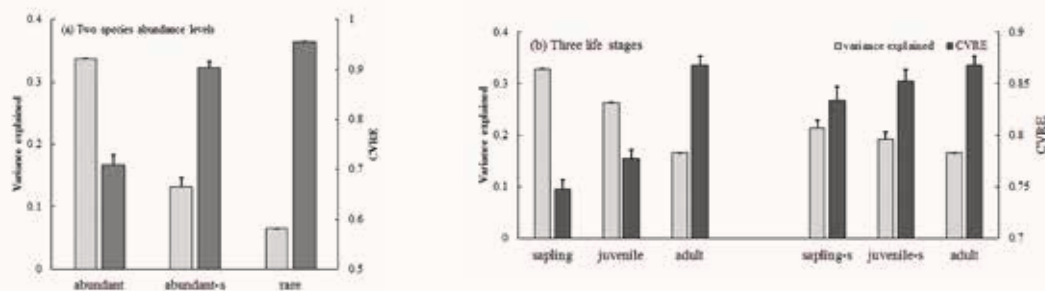 (a) Two species abundance levels
Variance explained
0.4
0.3
0.2
0.1
0
1
0.9
0.8
0.7
0.6
0.5
CVRE
abundant abundant-s rare
(b) Three life stages
variance explained CVRE
Variance explained
0.4
0.3
0.2
0.1
0
0.9
0.85
0.8
0.75
0.7
CVRE
sapling juvenile adult sapling-s juvenile-s adult